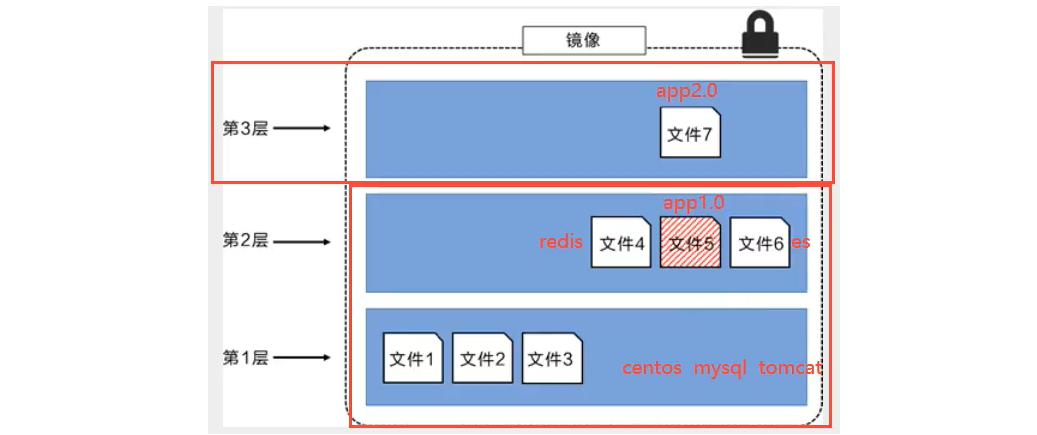 镜像
app2.0
第3层
文件7
app1.0
第2层
redis 文件4 文件5 文件6 es
第1层
文件1 文件2 文件3
centos mysql tomcat